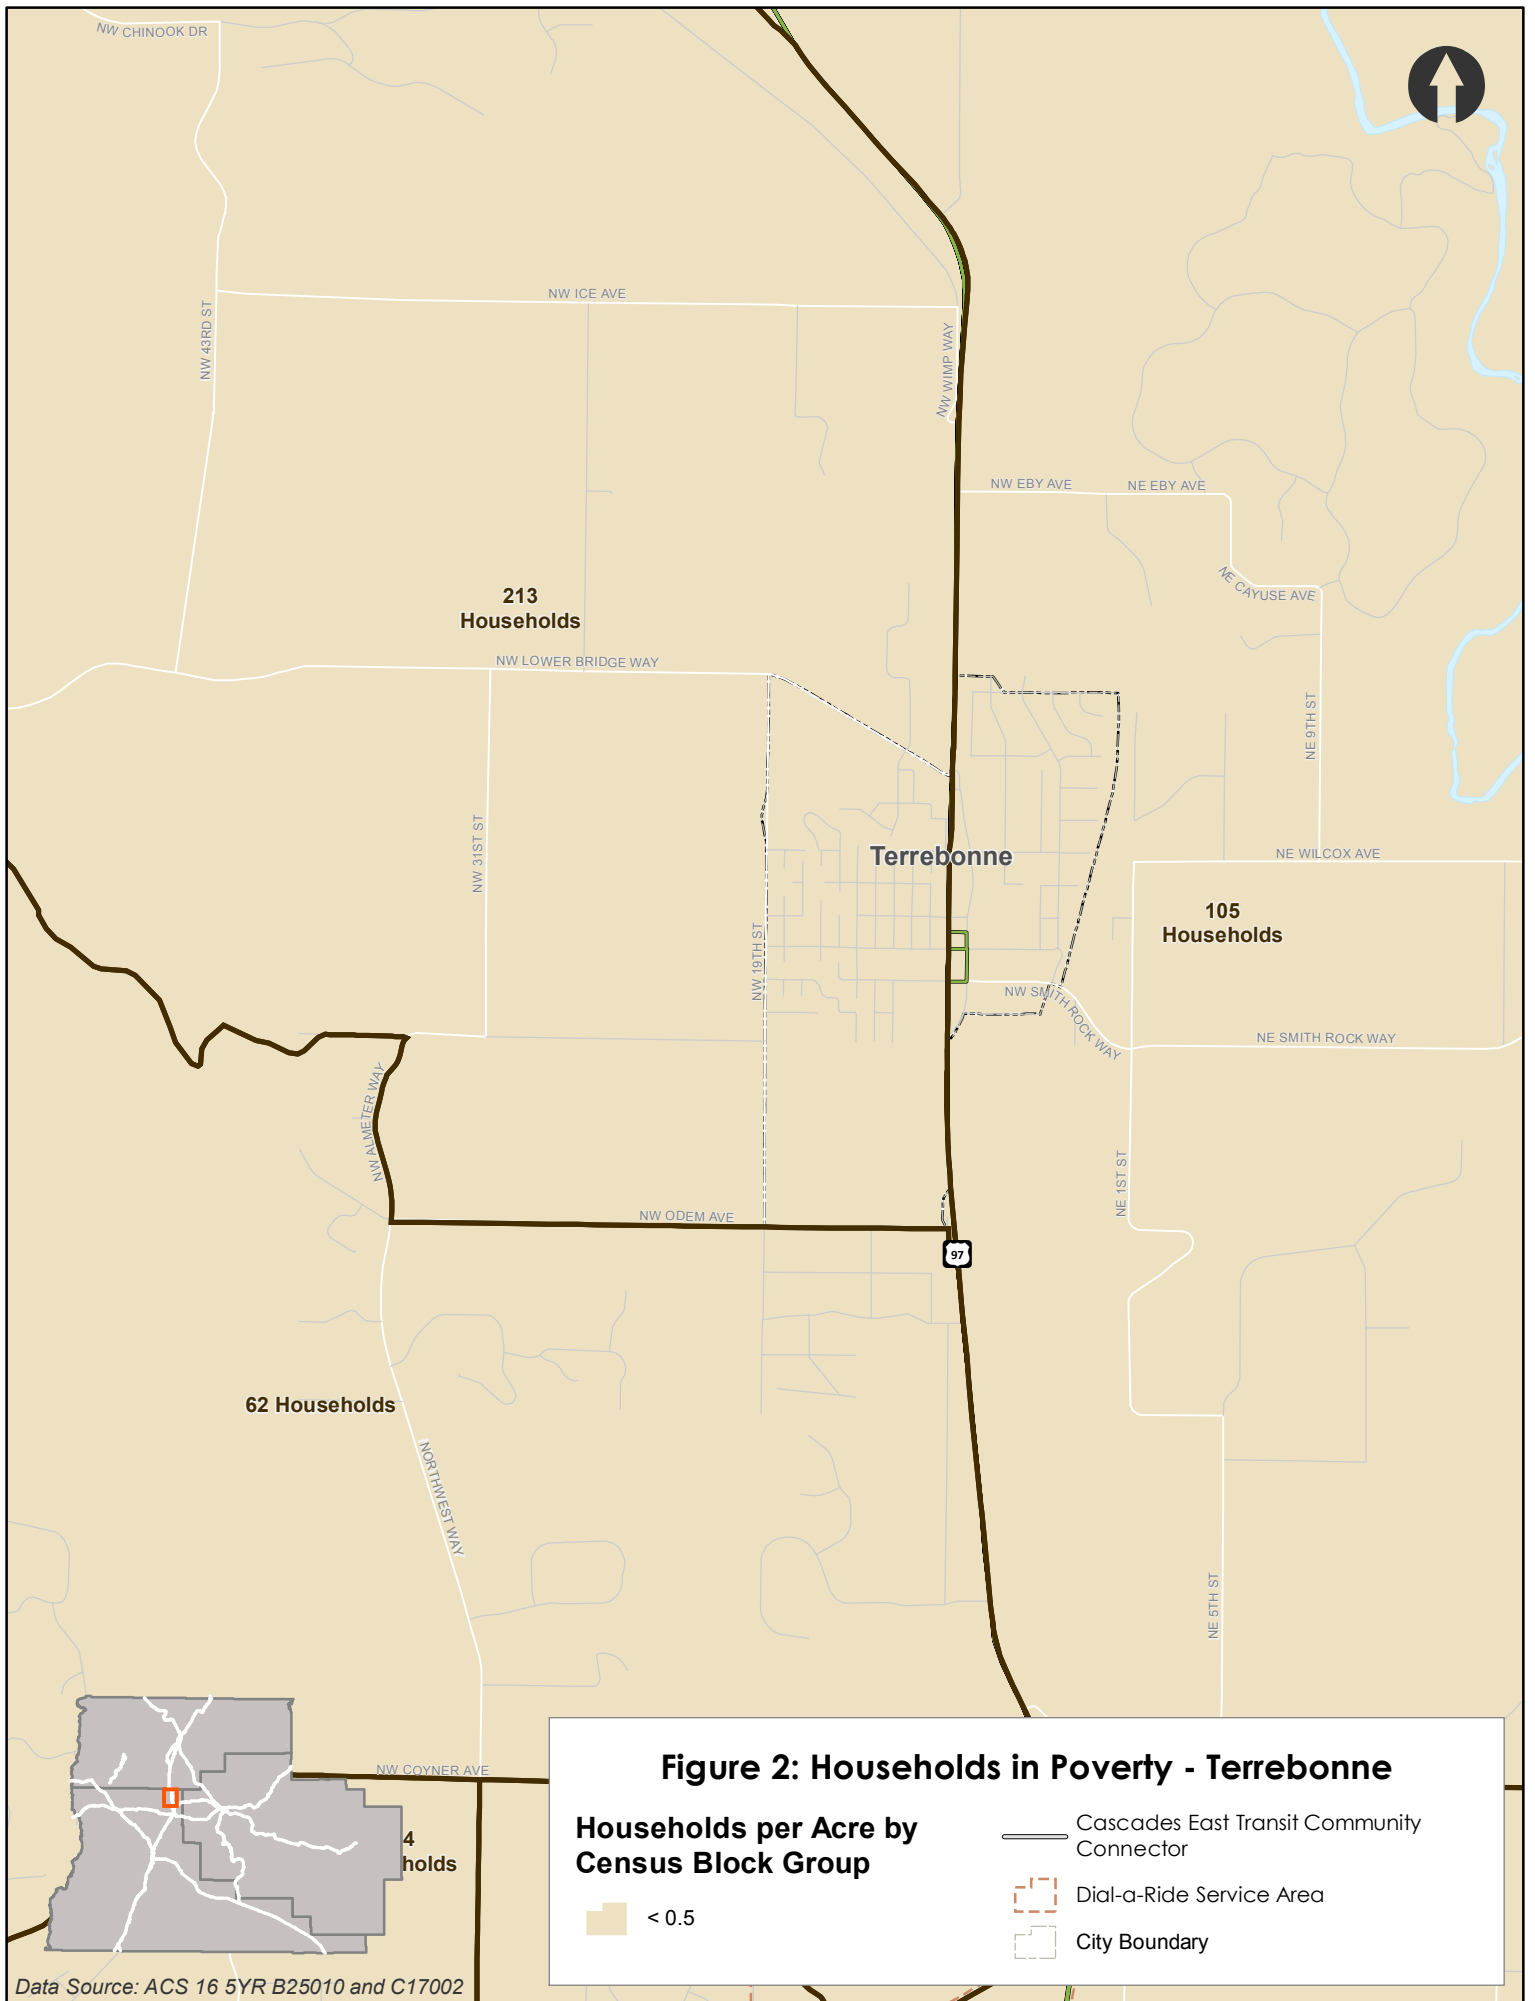 NW CHINOOK DR
NW ICE AVE
NW 43RD ST
NW WIMP WAY
NW EBY AVE
NE EBY AVE
NE CAYUSE AVE
213
Households
NW LOWER BRIDGE WAY
NE 9TH ST
NW 31ST ST
Terrebonne
NE WILCOX AVE
105
Households
NW 19TH ST
NW SMITH ROCK WAY
NE SMITH ROCK WAY
NW ALMETER WAY
NE 1ST ST
NW ODEM AVE
97
62 Households
NORTHWEST WAY
NE 5TH ST
NW COYNER AVE
4
holds
Figure 2: Households in Poverty - Terrebonne
Households per Acre by
Census Block Group
< 0.5
Cascades East Transit Community
Connector
Dial-a-Ride Service Area
City Boundary
Data Source: ACS 16 5YR B25010 and C17002